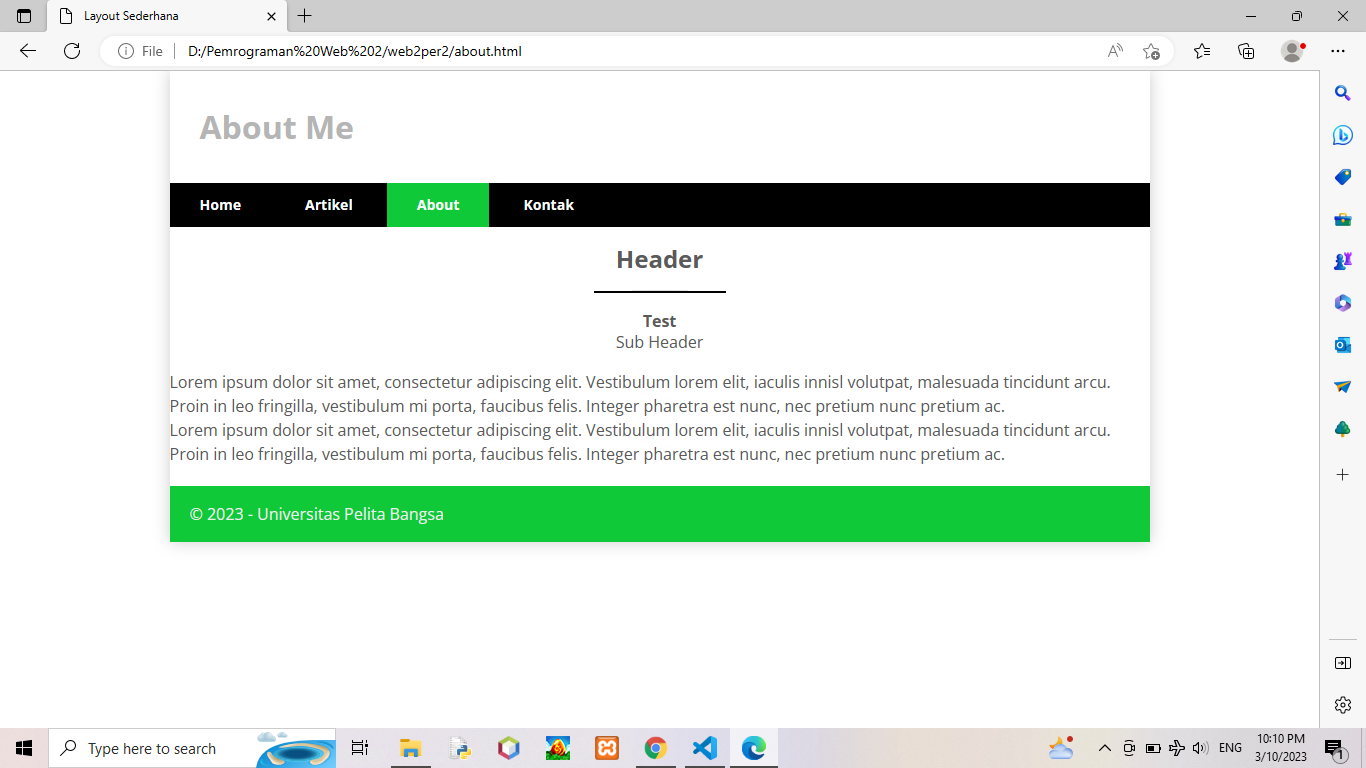 Layout Sederhana
File
D:/Pemrograman%20Web%202/web2per2/about.html
About Me
Home Artikel About Kontak
Header
Test
Sub Header
Lorem ipsum dolor sit amet, consectetur adipiscing elit. Vestibulum lorem elit, iaculis innisl volutpat, malesuada tincidunt arcu.
Proin in leo fringilla, vestibulum mi porta, faucibus felis. Integer pharetra est nunc, nec pretium nunc pretium ac.
Lorem ipsum dolor sit amet, consectetur adipiscing elit. Vestibulum lorem elit, iaculis innisl volutpat, malesuada tincidunt arcu.
Proin in leo fringilla, vestibulum mi porta, faucibus felis. Integer pharetra est nunc, nec pretium nunc pretium ac.
© 2023 - Universitas Pelita Bangsa
Type here to search
ENG
10:10 PM
3/10/2023
1